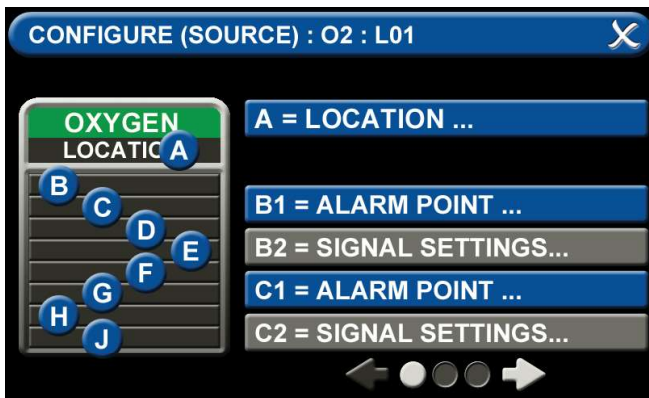 CONFIGURE (SOURCE) : O2 : L01
X
OXYGEN
LOCATIO
A
B
C
D
E
F
G
H
J
A = LOCATION ...
B1 = ALARM POINT ...
B2 = SIGNAL SETTINGS...
C1 = ALARM POINT ...
C2 = SIGNAL SETTINGS...